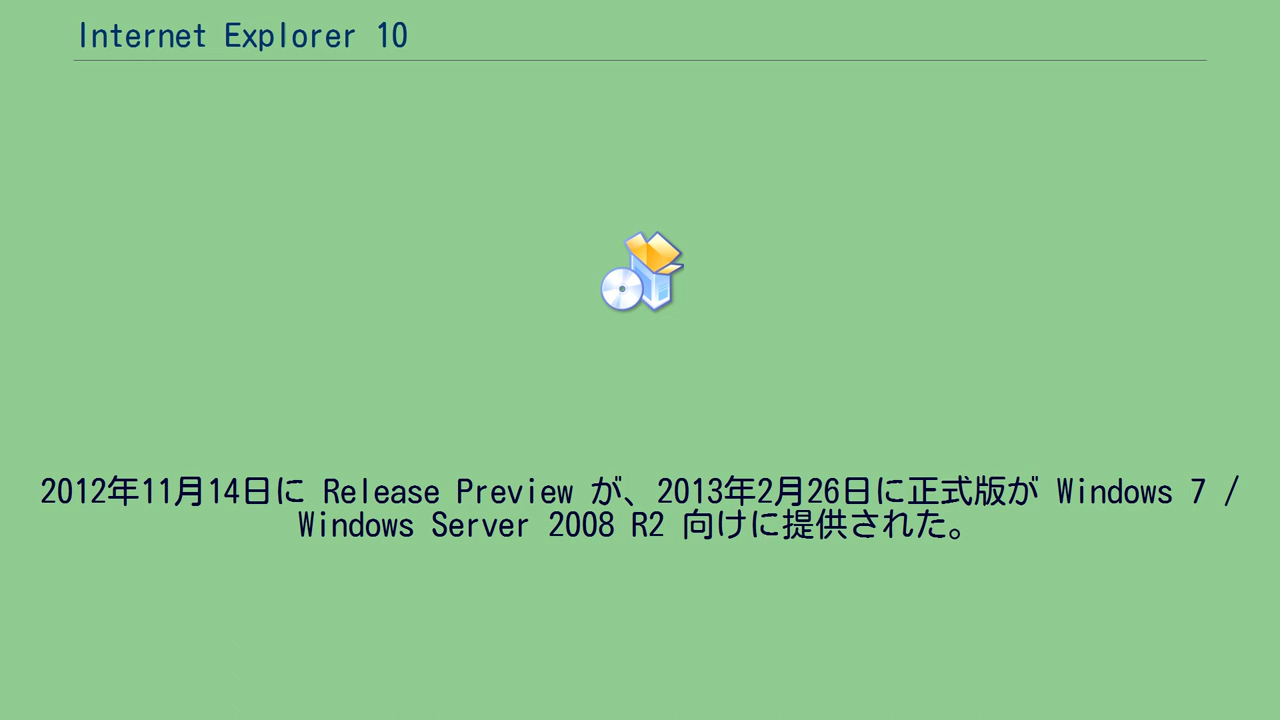 Internet Explorer 10
2012年11月14日に Release Preview が、2013年2月26日に正式版が Windows 7 /
Windows Server 2008 R2 向けに提供された。